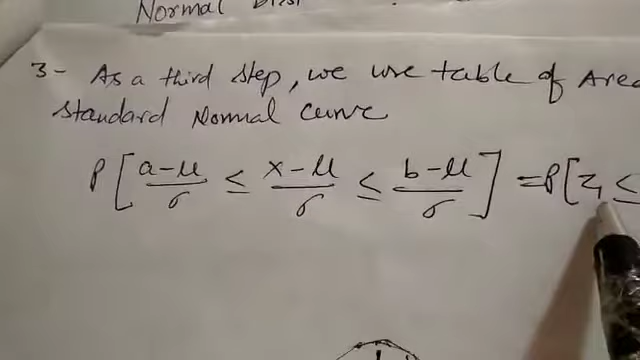 Normal
3- As a third step, we use table of Area
standard Normal Curve
P[(a-μ)/σ ≤ (x-μ)/σ ≤ (b-μ)/σ] = P[z₁ ≤